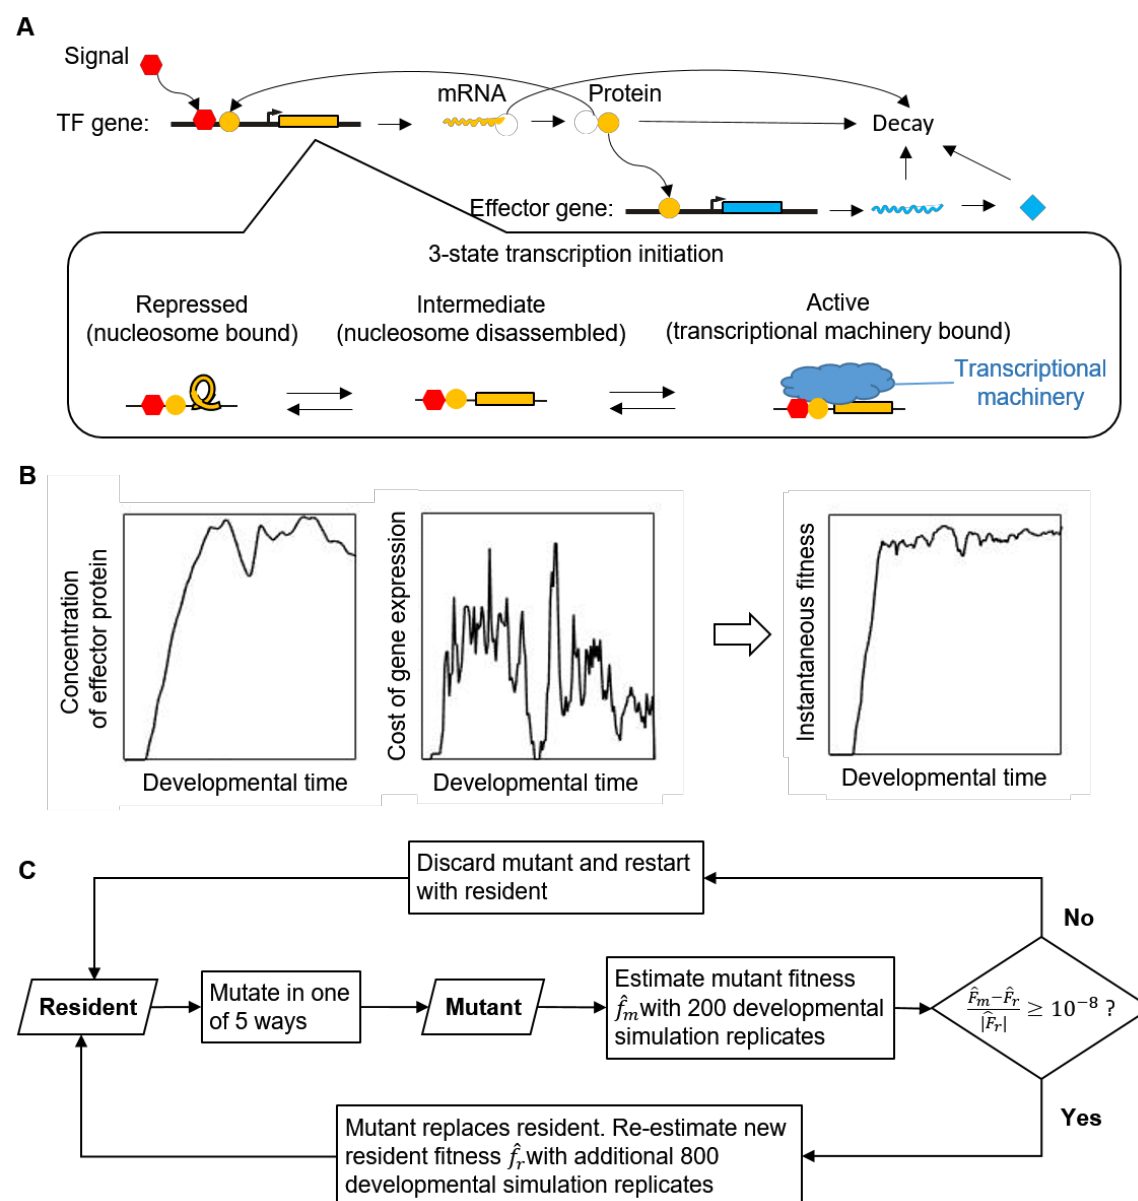 A
Signal
TF gene:
mRNA
Protein
Decay
Effector gene:
3-state transcription initiation
Repressed
(nucleosome bound)
Intermediate
(nucleosome disassembled)
Active
(transcriptional machinery bound)
Transcriptional
machinery
B
Concentration
of effector protein
Developmental time
Cost of gene expression
Developmental time
Instantaneous fitness
Developmental time
C
Discard mutant and restart
with resident
No
Resident
Mutate in one
of 5 ways
Mutant
Estimate mutant fitness
f̂ₘ with 200 developmental
simulation replicates
(F̂ₘ−F̂ᵣ)/|F̂ᵣ| ≥ 10⁻⁸ ?
Yes
Mutant replaces resident. Re-estimate new
resident fitness f̂ᵣ with additional 800
developmental simulation replicates